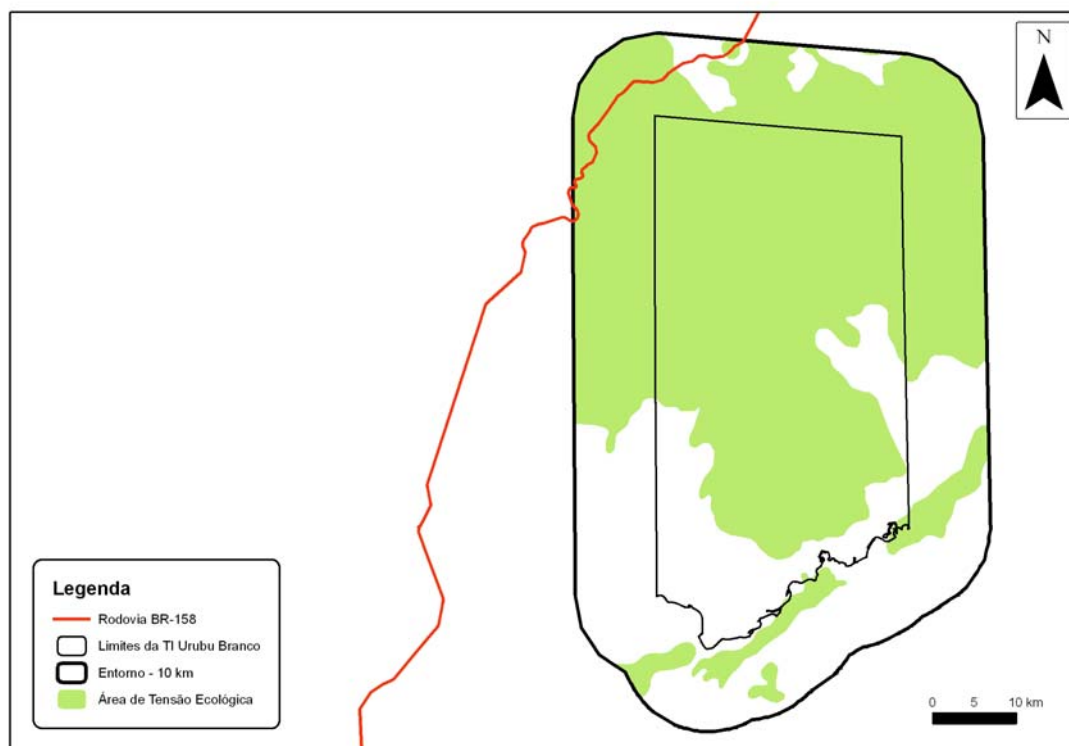 N
Legenda
Rodovia BR-158
Limites da TI Urubu Branco
Entorno - 10 km
Área de Tensão Ecológica
0 5 10 km